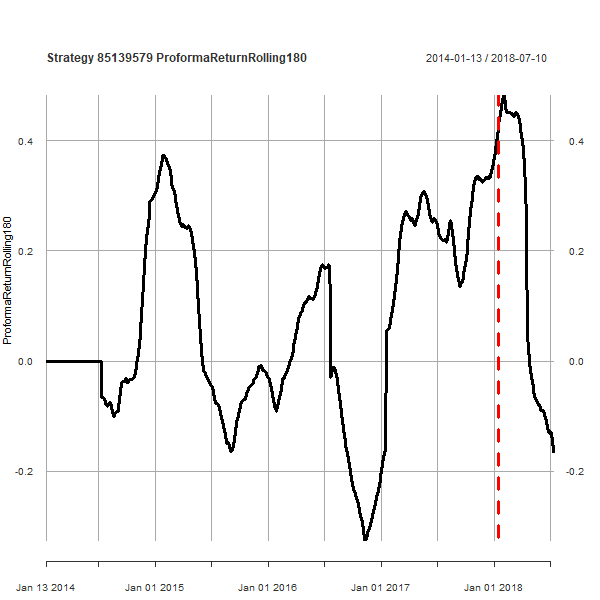 Strategy 85139579 ProformaReturnRolling180
2014-01-13 / 2018-07-10
ProformaReturnRolling180
0.4
0.4
0.2
0.2
0.0
0.0
-0.2
-0.2
Jan 13 2014
Jan 01 2015
Jan 01 2016
Jan 01 2017
Jan 01 2018